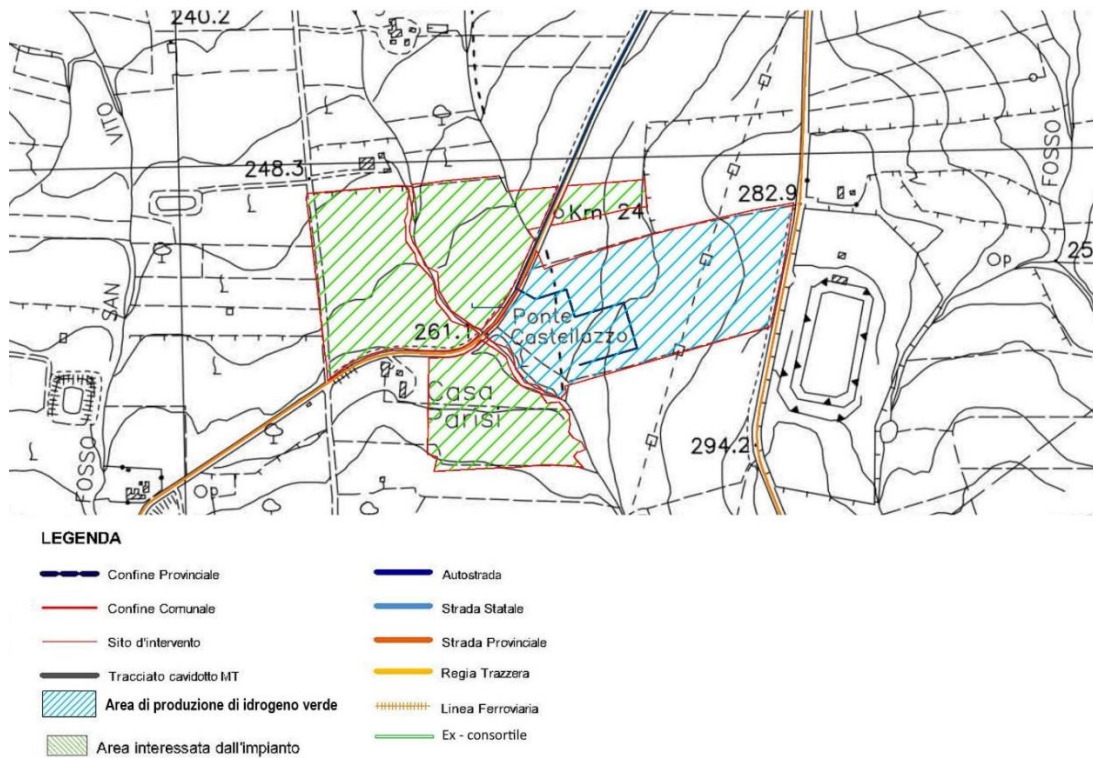 240.2
VITO
248.3
Km 24
282.9
FOSSO
Op
25
SAN
261.1
Ponte
Castellazzo
Casa
Parisi
294.2
FOSSO
Op
LEGENDA
Confine Provinciale
Confine Comunale
Sito d'intervento
Tracciato cavidotto MT
Area di produzione di idrogeno verde
Area interessata dall'impianto
Autostrada
Strada Statale
Strada Provinciale
Regia Trazzera
Linea Ferroviaria
Ex - consortile